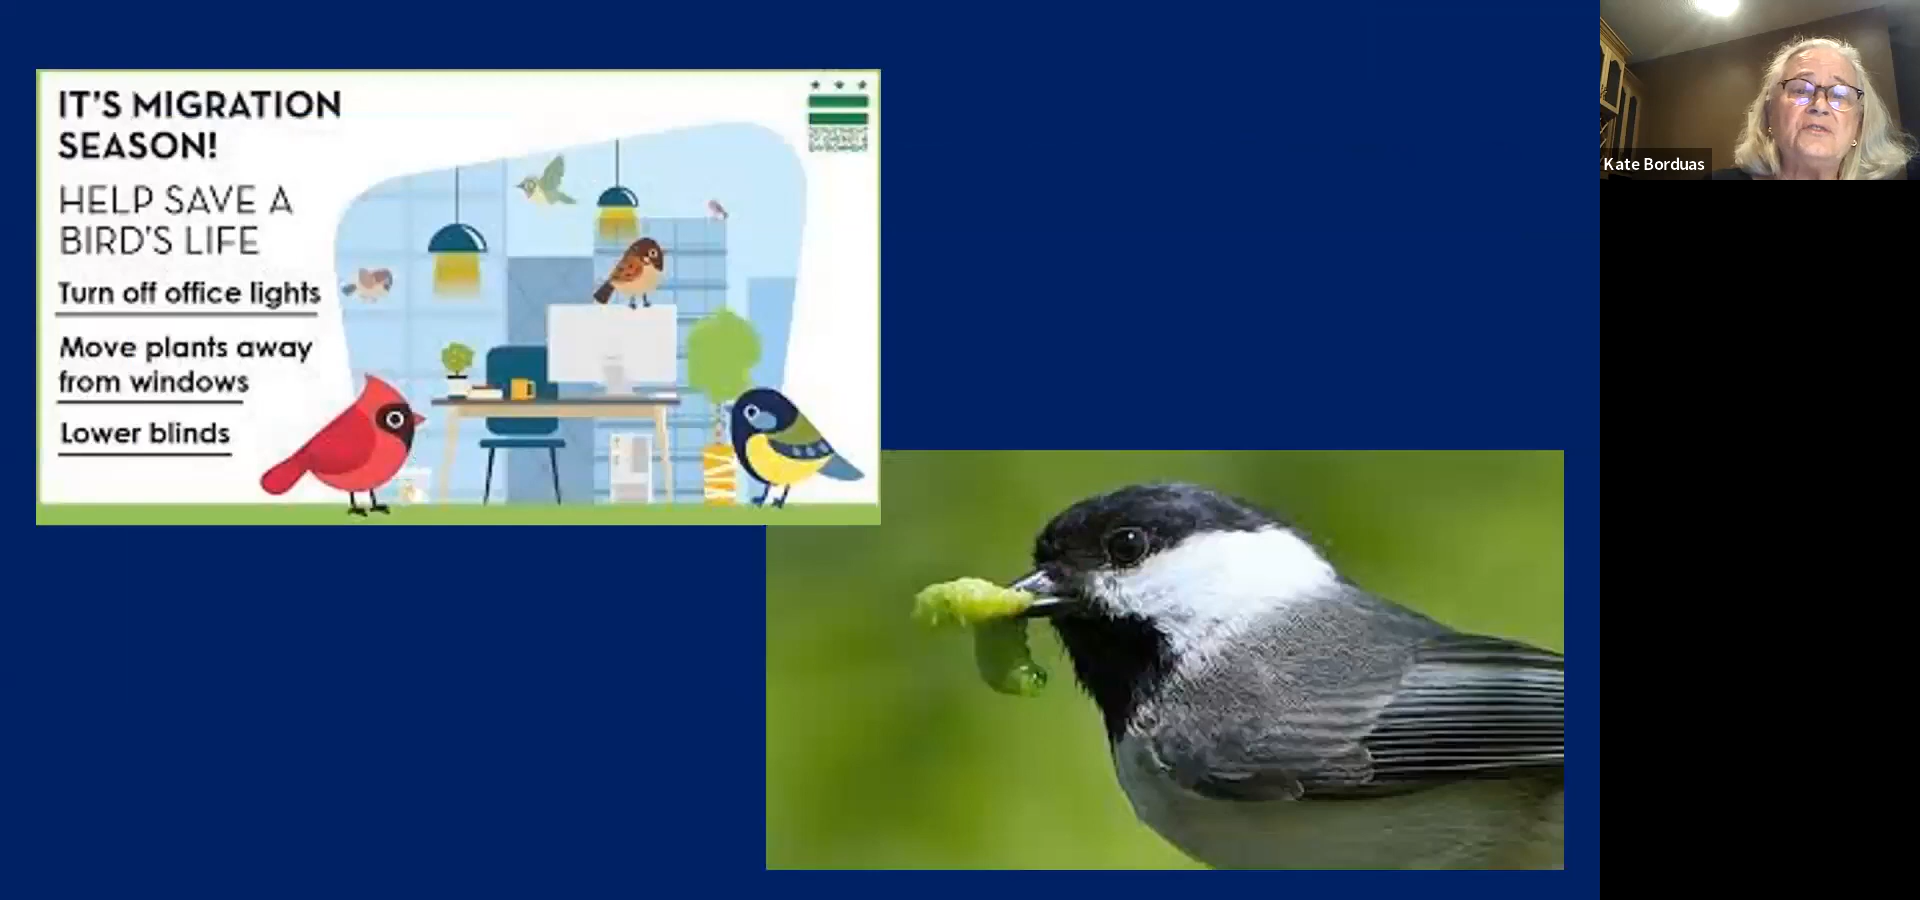 IT'S MIGRATION
SEASON!
HELP SAVE A
BIRD'S LIFE
Turn off office lights
Move plants away
from windows
Lower blinds
Kate Borduas